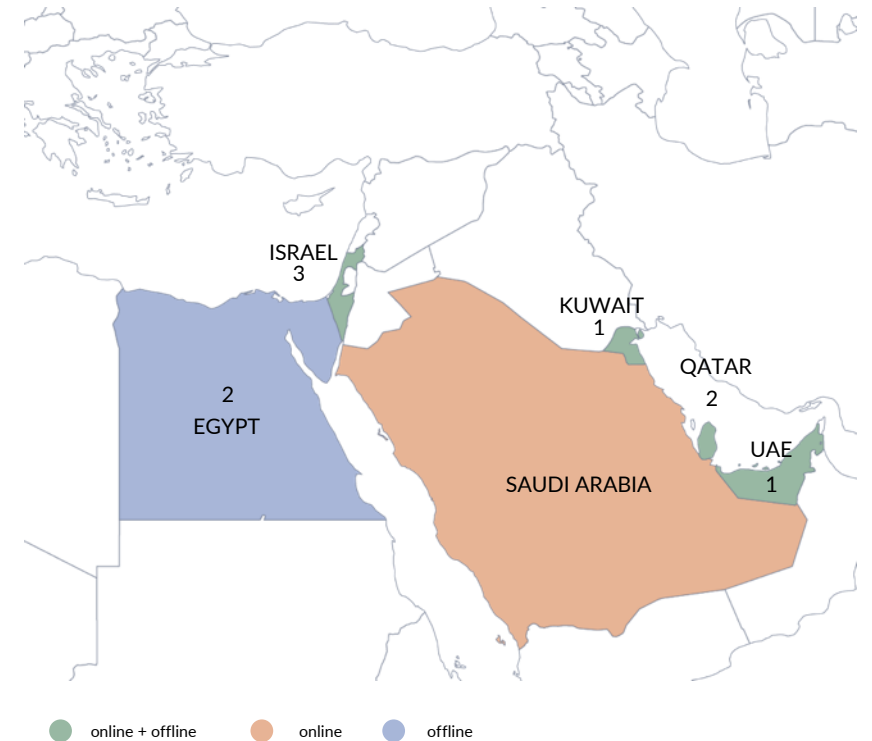 ISRAEL
3
KUWAIT
1
QATAR
2
2
EGYPT
UAE
1
SAUDI ARABIA
online + offline
online
offline